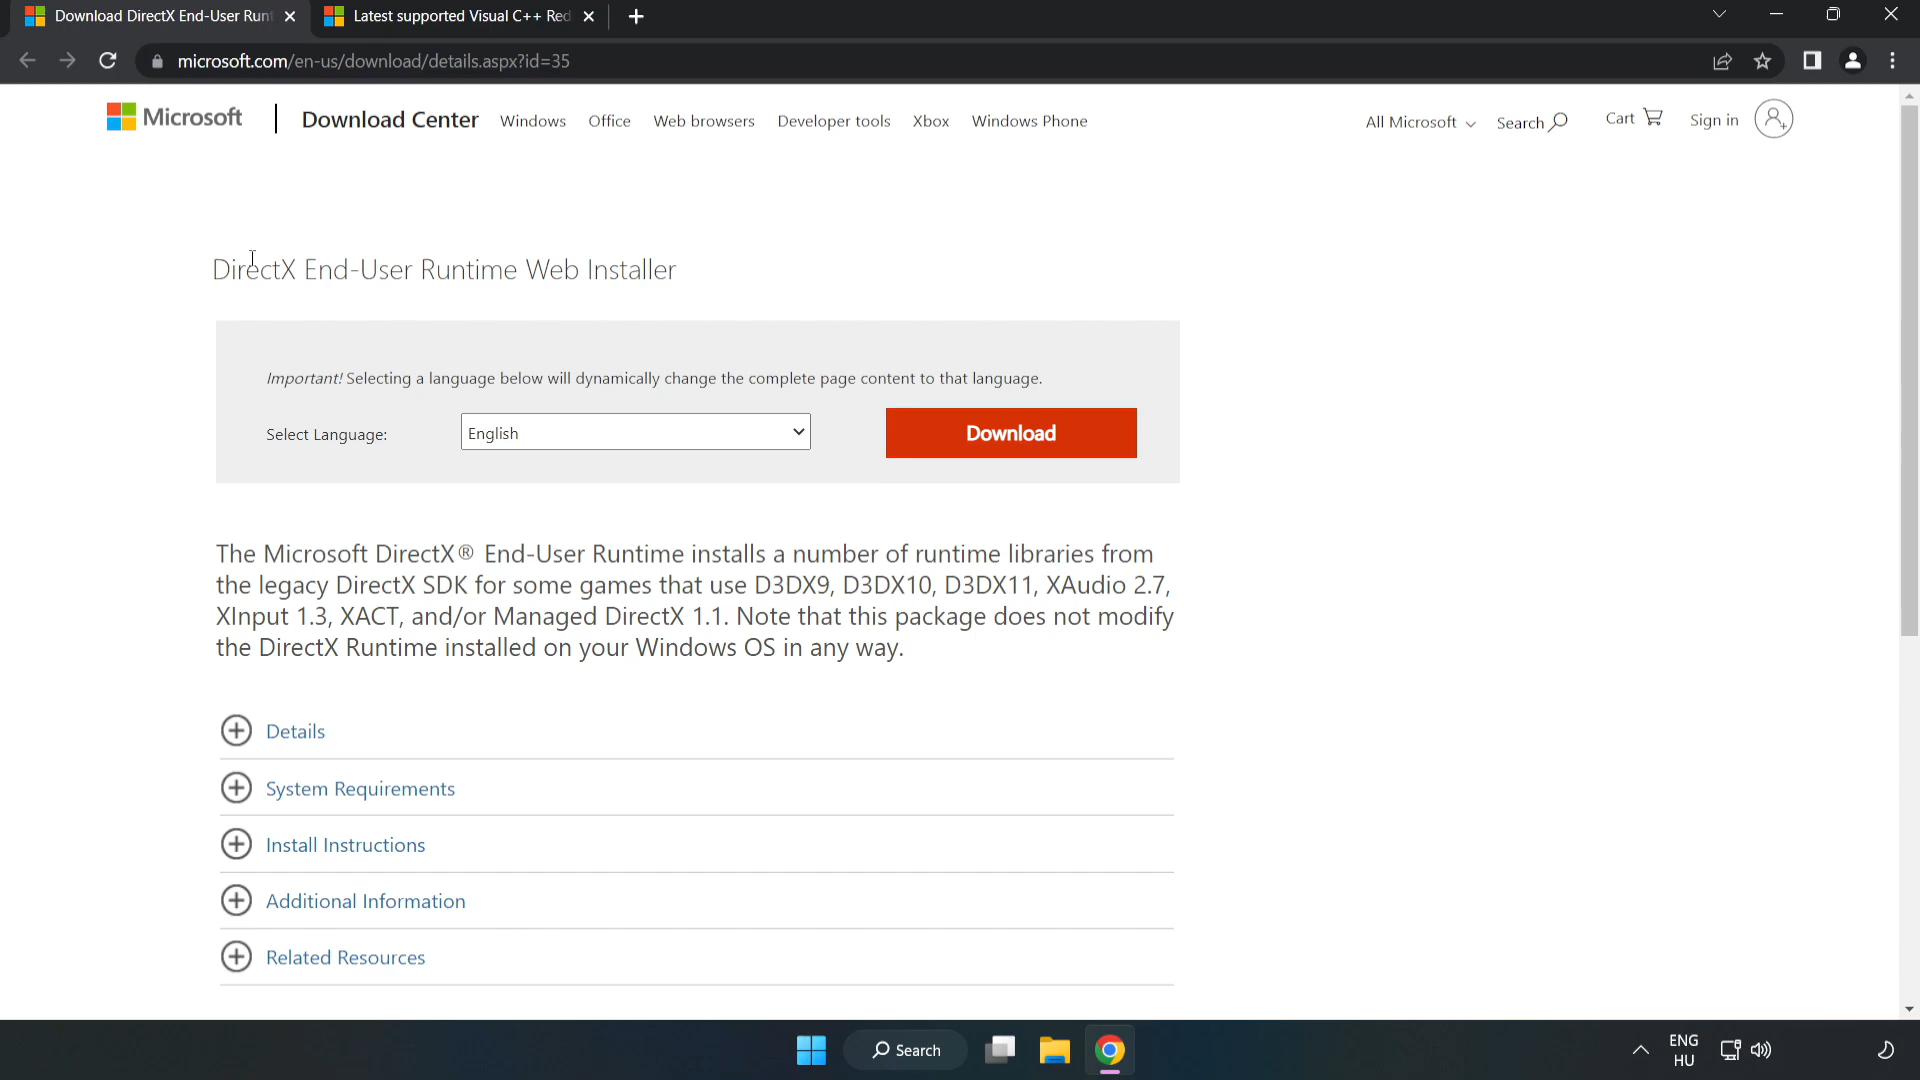 Download DirectX End-User Runt
Latest supported Visual C++ Red
microsoft.com/en-us/download/details.aspx?id=35
Microsoft
Download Center
Windows
Office
Web browsers
Developer tools
Xbox
Windows Phone
All Microsoft
Search
Cart
Sign in
DirectX End-User Runtime Web Installer
Important! Selecting a language below will dynamically change the complete page content to that language.
Select Language:
English
Download
The Microsoft DirectX® End-User Runtime installs a number of runtime libraries from
the legacy DirectX SDK for some games that use D3DX9, D3DX10, D3DX11, XAudio 2.7,
XInput 1.3, XACT, and/or Managed DirectX 1.1. Note that this package does not modify
the DirectX Runtime installed on your Windows OS in any way.
Details
System Requirements
Install Instructions
Additional Information
Related Resources
Search
ENG
HU